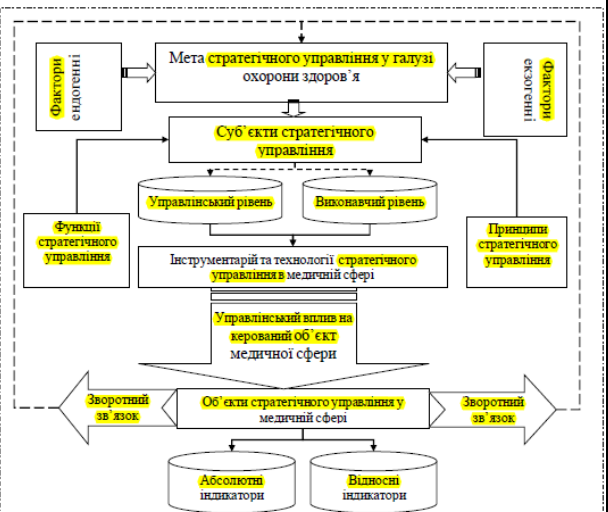 Фактори
ендогенні
Мета стратегічного управління у галузі
охорони здоров’я
Фактори
екзогенні
Суб’єкти стратегічного
управління
Управлінський рівень
Виконавчий рівень
Функції
стратегічного
управління
Принципи
стратегічного
управління
Інструментарій та технології стратегічного
управління в медичній сфері
Управлінський вплив на
керований об’єкт
медичної сфери
Зворотний
зв’язок
Об’єкти стратегічного управління у
медичній сфері
Зворотний
зв’язок
Абсолютні
індикатори
Відносні
індикатори